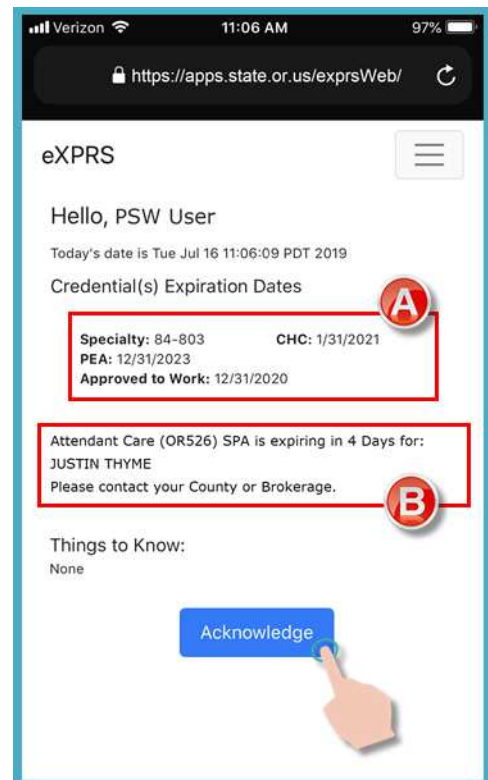 Verizon 11:06 AM 97%
https://apps.state.or.us/exprsWeb/
eXPRS
Hello, PSW User
Today's date is Tue Jul 16 11:06:09 PDT 2019
Credential(s) Expiration Dates
A
Specialty: 84-803 CHC: 1/31/2021
PEA: 12/31/2023
Approved to Work: 12/31/2020
Attendant Care (OR526) SPA is expiring in 4 Days for:
JUSTIN THYME
Please contact your County or Brokerage.
B
Things to Know:
None
Acknowledge